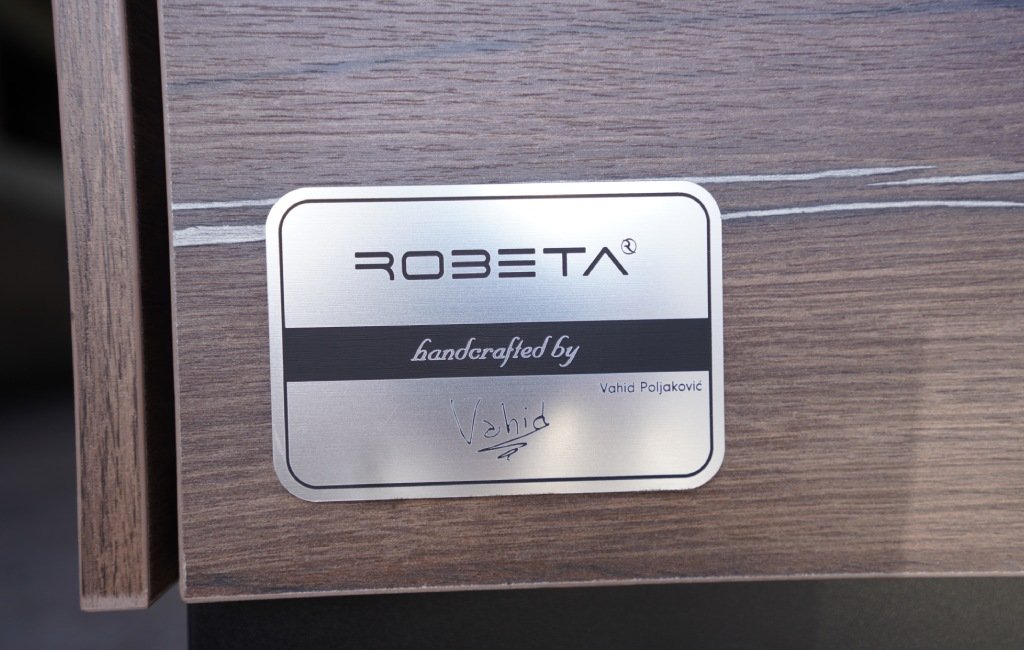 ROBETA R
handcrafted by
Vahid Poljaković
Vahid